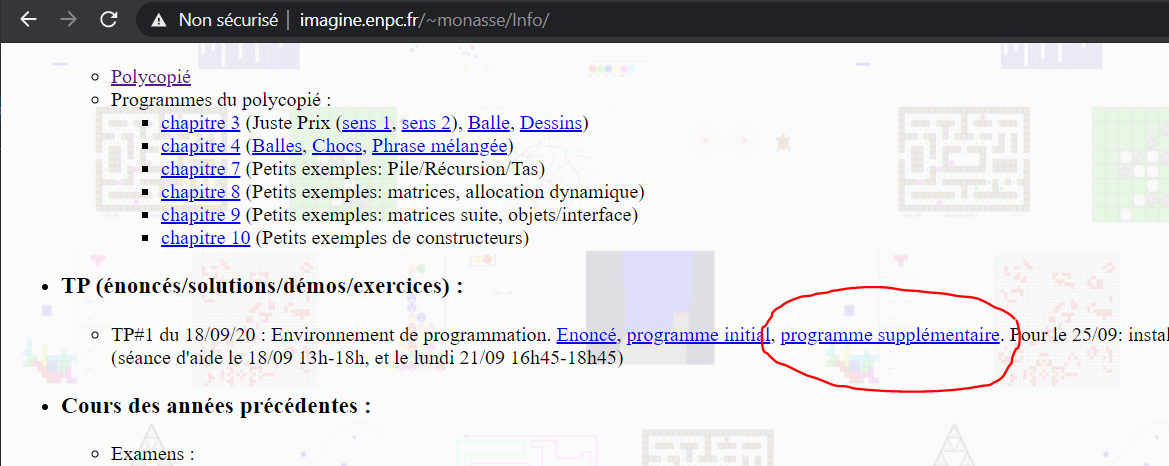 Non sécurisé | imagine.enpc.fr/~monasse/Info/
Polycopié
Programmes du polycopié :
chapitre 3 (Juste Prix (sens 1, sens 2), Balle, Dessins)
chapitre 4 (Balles, Chocs, Phrase mélangée)
chapitre 7 (Petits exemples: Pile/Récursion/Tas)
chapitre 8 (Petits exemples: matrices, allocation dynamique)
chapitre 9 (Petits exemples: matrices suite, objets/interface)
chapitre 10 (Petits exemples de constructeurs)
TP (énoncés/solutions/démos/exercices) :
TP#1 du 18/09/20 : Environnement de programmation. Enoncé, programme initial, programme supplémentaire. Pour le 25/09: instal
(séance d'aide le 18/09 13h-18h, et le lundi 21/09 16h45-18h45)
Cours des années précédentes :
Examens :